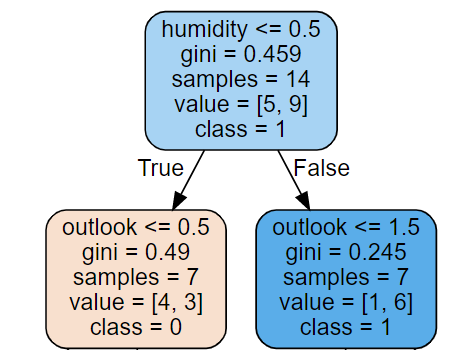 humidity <= 0.5
gini = 0.459
samples = 14
value = [5, 9]
class = 1
True
False
outlook <= 0.5
gini = 0.49
samples = 7
value = [4, 3]
class = 0
outlook <= 1.5
gini = 0.245
samples = 7
value = [1, 6]
class = 1